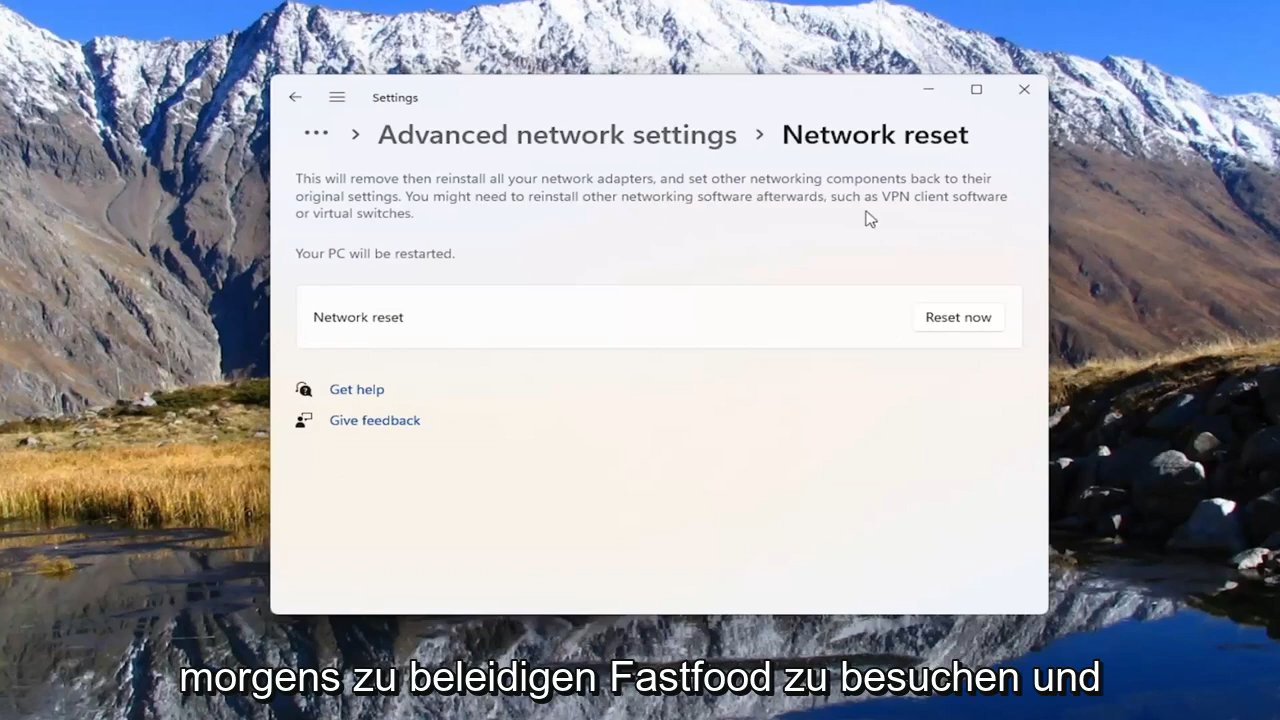 Settings
··· > Advanced network settings > Network reset
This will remove then reinstall all your network adapters, and set other networking components back to their
original settings. You might need to reinstall other networking software afterwards, such as VPN client software
or virtual switches.
Your PC will be restarted.
Network reset
Reset now
Get help
Give feedback
morgens zu beleidigen Fastfood zu besuchen und